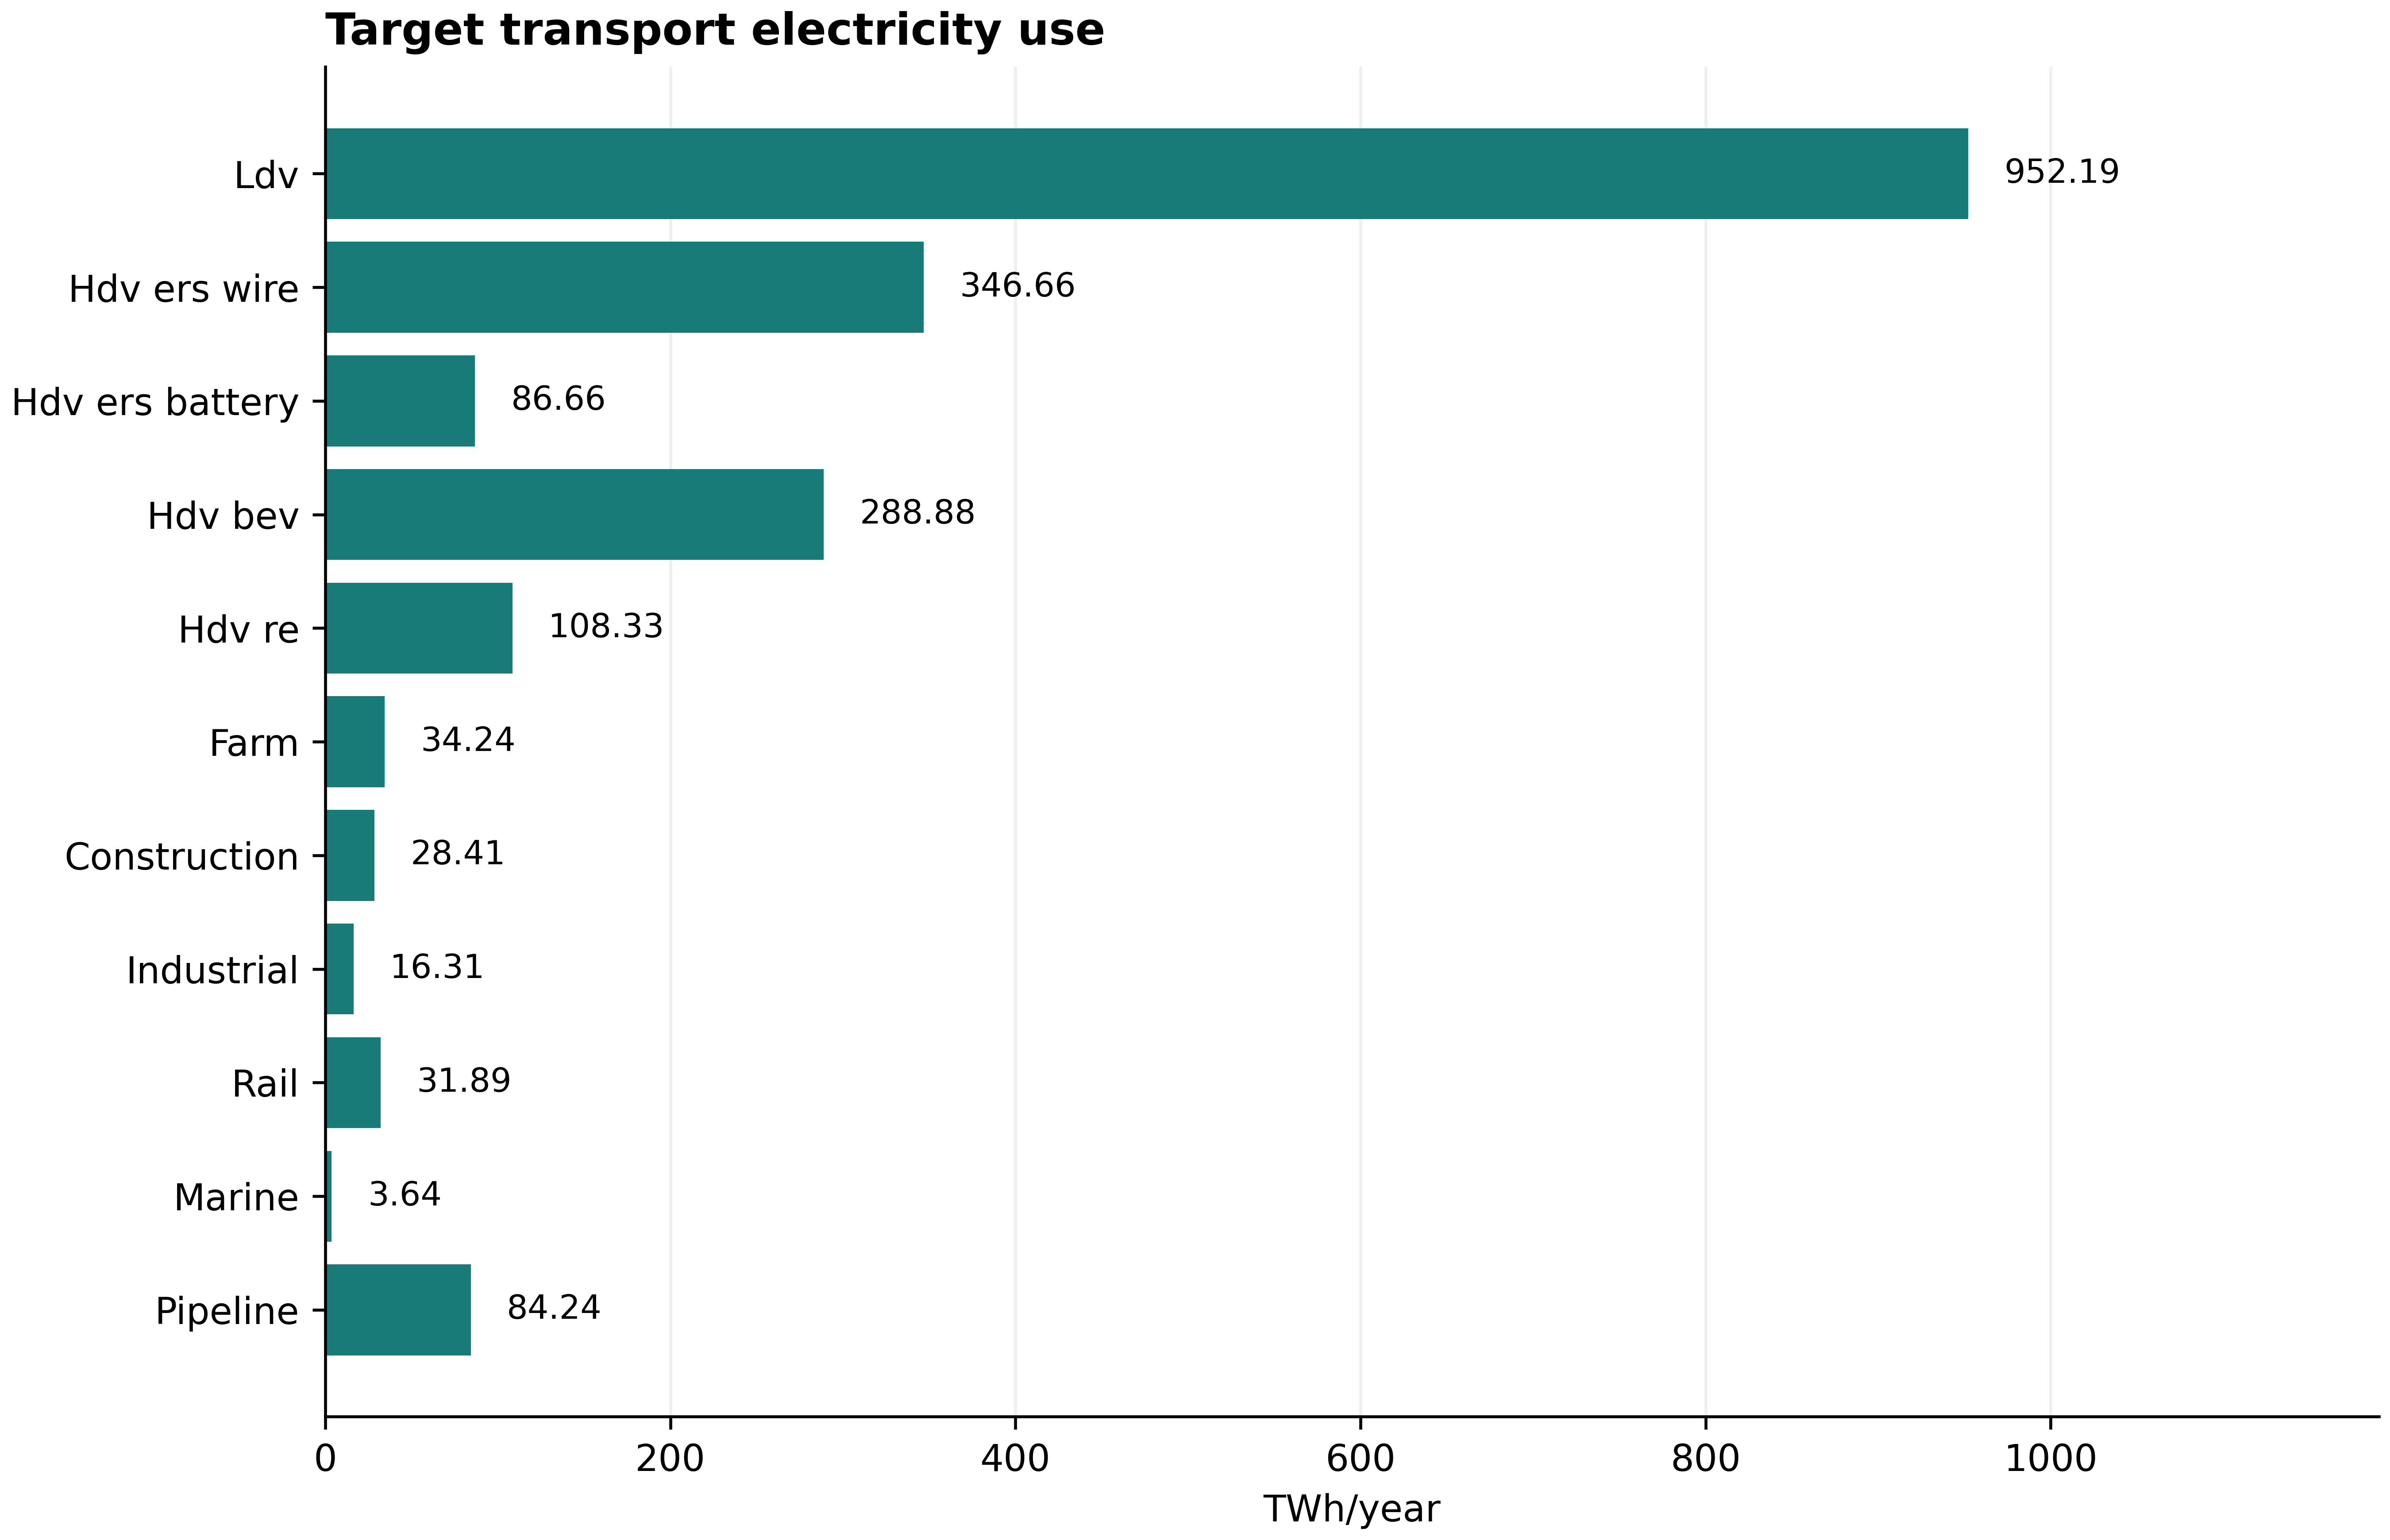 Target transport electricity use
Ldv 952.19
Hdv ers wire 346.66
Hdv ers battery 86.66
Hdv bev 288.88
Hdv re 108.33
Farm 34.24
Construction 28.41
Industrial 16.31
Rail 31.89
Marine 3.64
Pipeline 84.24
0 200 400 600 800 1000
TWh/year